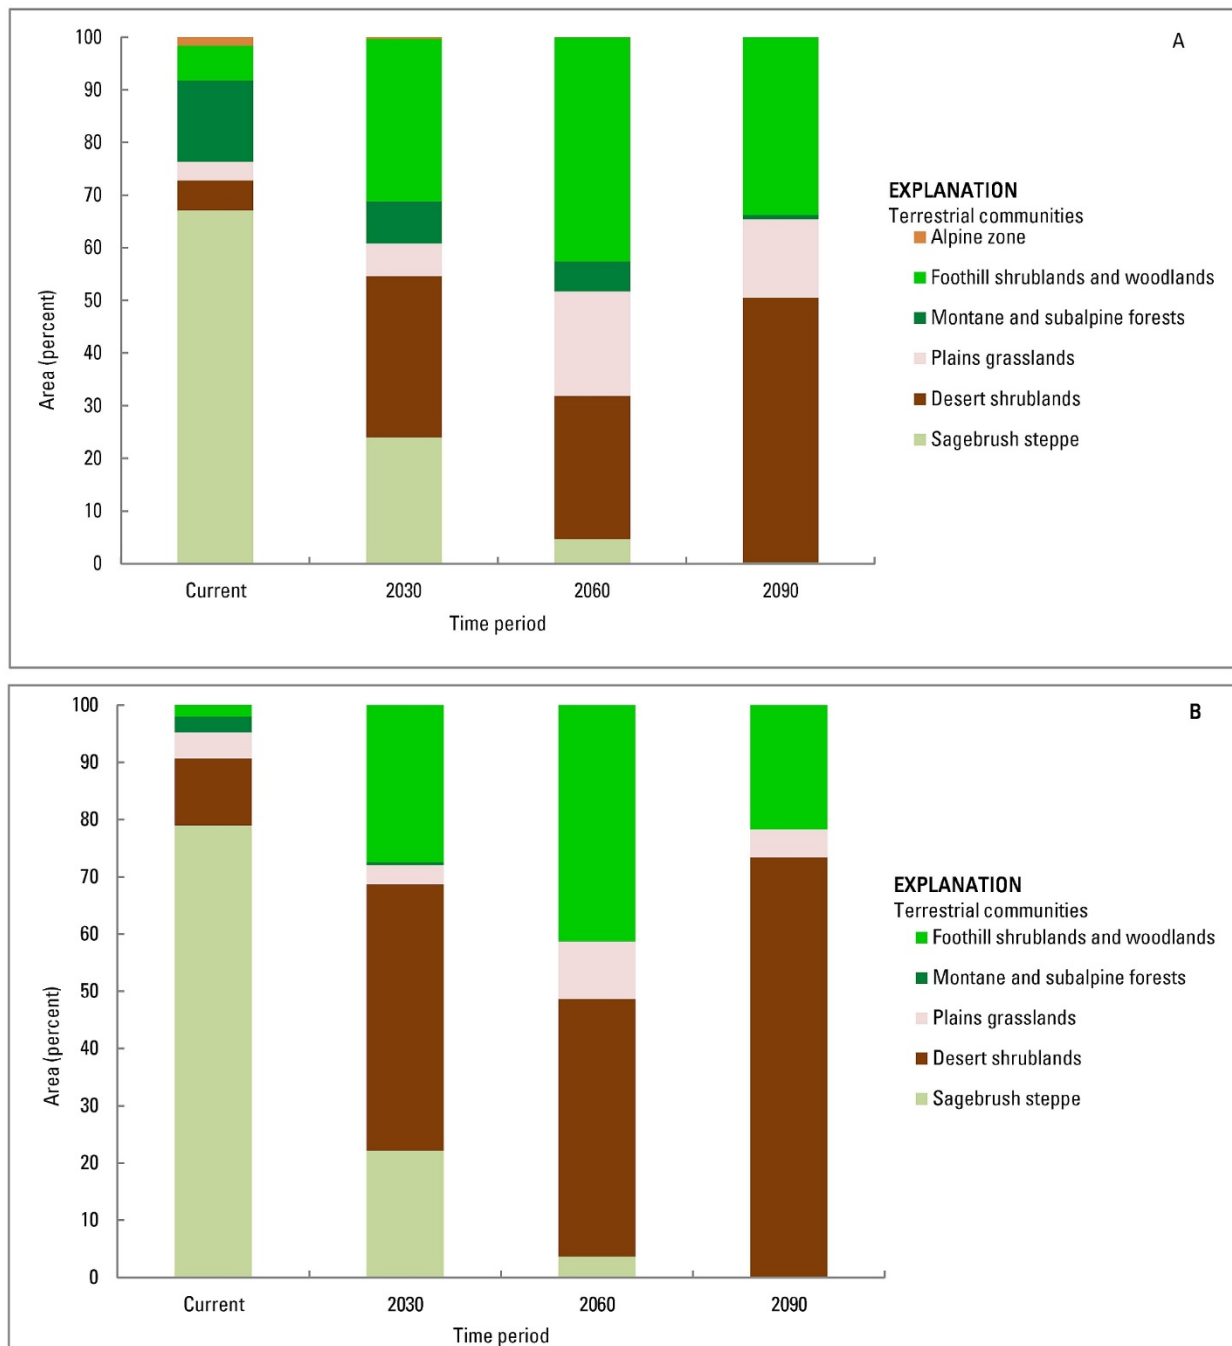 A
100
90
80
70
60
50
40
30
20
10
0
Area (percent)
Current 2030 2060 2090
Time period
EXPLANATION
Terrestrial communities
Alpine zone
Foothill shrublands and woodlands
Montane and subalpine forests
Plains grasslands
Desert shrublands
Sagebrush steppe
B
100
90
80
70
60
50
40
30
20
10
0
Area (percent)
Current 2030 2060 2090
Time period
EXPLANATION
Terrestrial communities
Foothill shrublands and woodlands
Montane and subalpine forests
Plains grasslands
Desert shrublands
Sagebrush steppe